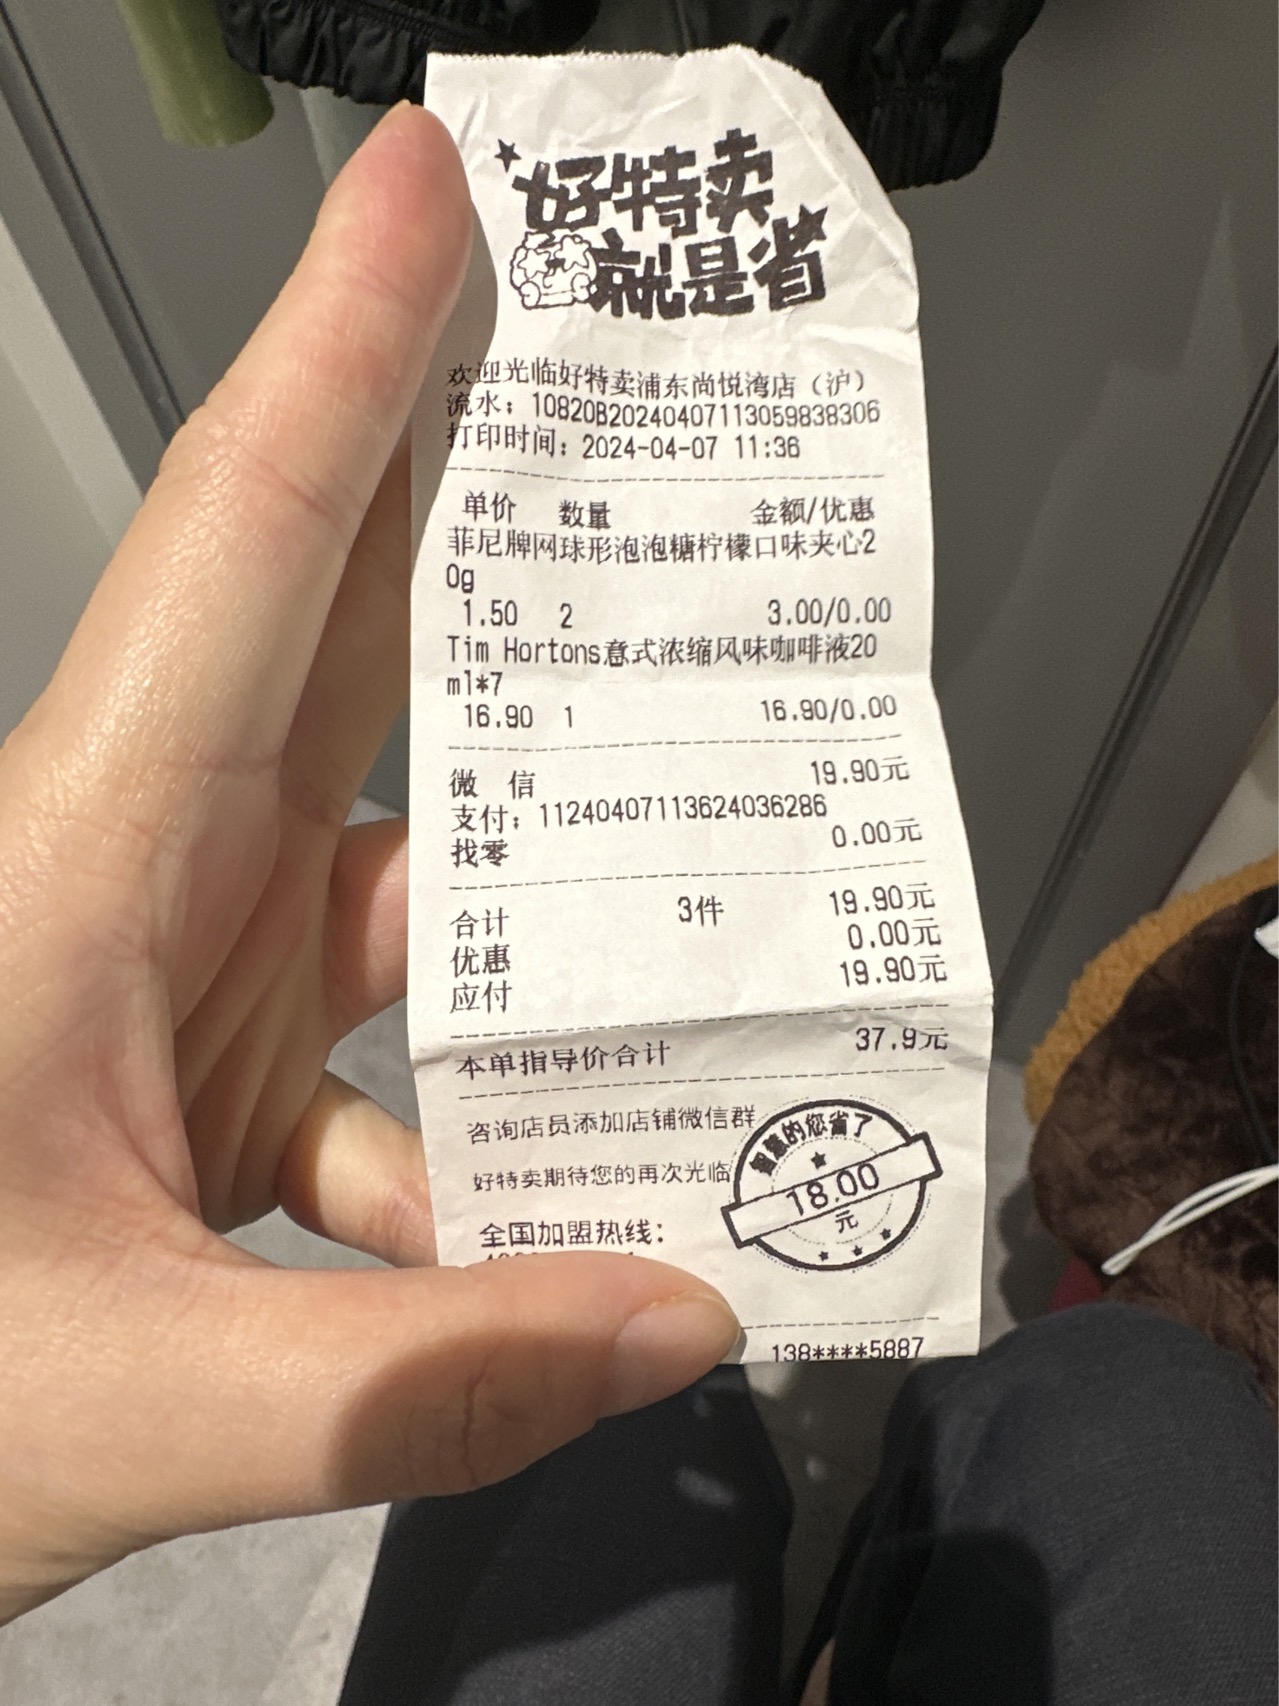 好特卖
就是省
欢迎光临好特卖浦东尚悦湾店（沪）
流水：10820B20240407113059838306
打印时间：2024-04-07 11:36
单价 数量 金额/优惠
菲尼牌网球形泡泡糖柠檬口味夹心2
0g
1.50 2 3.00/0.00
Tim Hortons意式浓缩风味咖啡液20
ml*7
16.90 1 16.90/0.00
微 信 19.90元
支付：11240407113624036286
找零 0.00元
合计 3件 19.90元
优惠 0.00元
应付 19.90元
本单指导价合计 37.9元
咨询店员添加店铺微信群
好特卖期待您的再次光临
的您省了
18.00
元
全国加盟热线：
138****5887